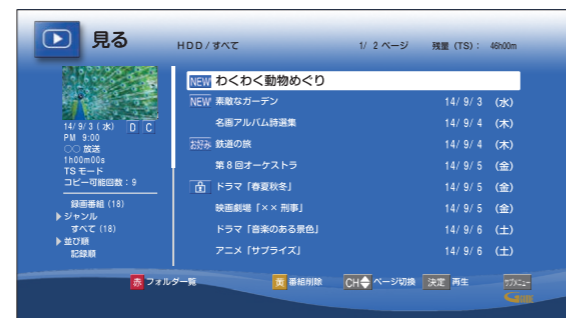 見る HDD/すべて 1/ 2 ページ 残量 (TS) : 46h00m
14/ 9/ 3 ( 水) D C
PM 9:00
○○ 放送
1h00m00s
TS モード
コピー可能回数:9
録画番組 (18)
▶ジャンル
すべて (18)
▶並び順
記録順
NEW わくわく動物めぐり
NEW 素敵なガーデン 14/ 9/ 3 (水)
名画アルバム特選集 14/ 9/ 4 (木)
お好み 鉄道の旅 14/ 9/ 4 (木)
第8回オーケストラ 14/ 9/ 5 (金)
ドラマ「春夏秋冬」 14/ 9/ 5 (金)
映画劇場「×× 刑事」 14/ 9/ 5 (金)
ドラマ「音楽のある景色」 14/ 9/ 6 (土)
アニメ「サプライズ」 14/ 9/ 6 (土)
赤 フォルダ一覧 黄 番組削除 CH ページ切換 決定 再生 サブメニュー